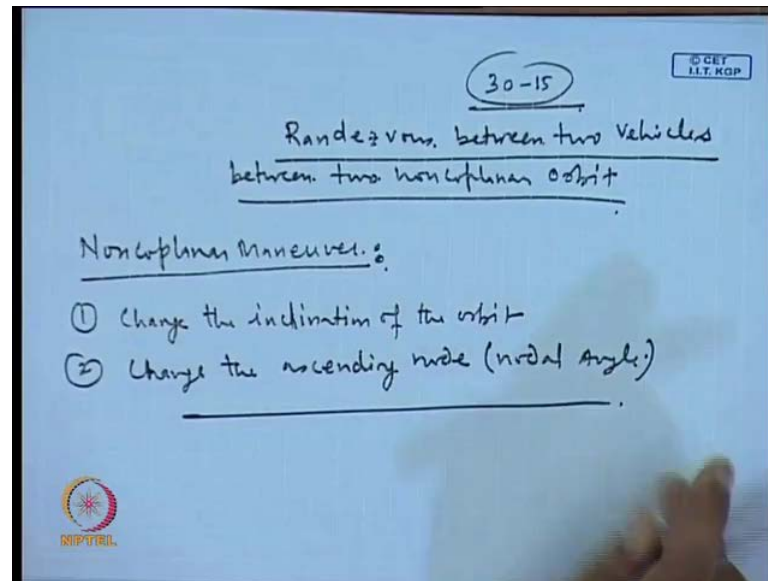 30-15
© CET
I.I.T. KGP
Randezvous between two vehicles
between two noncoplanar orbit
Noncoplanar Maneuver :
① Change the inclination of the orbit
② Change the ascending node (nodal Angle.)
NPTEL